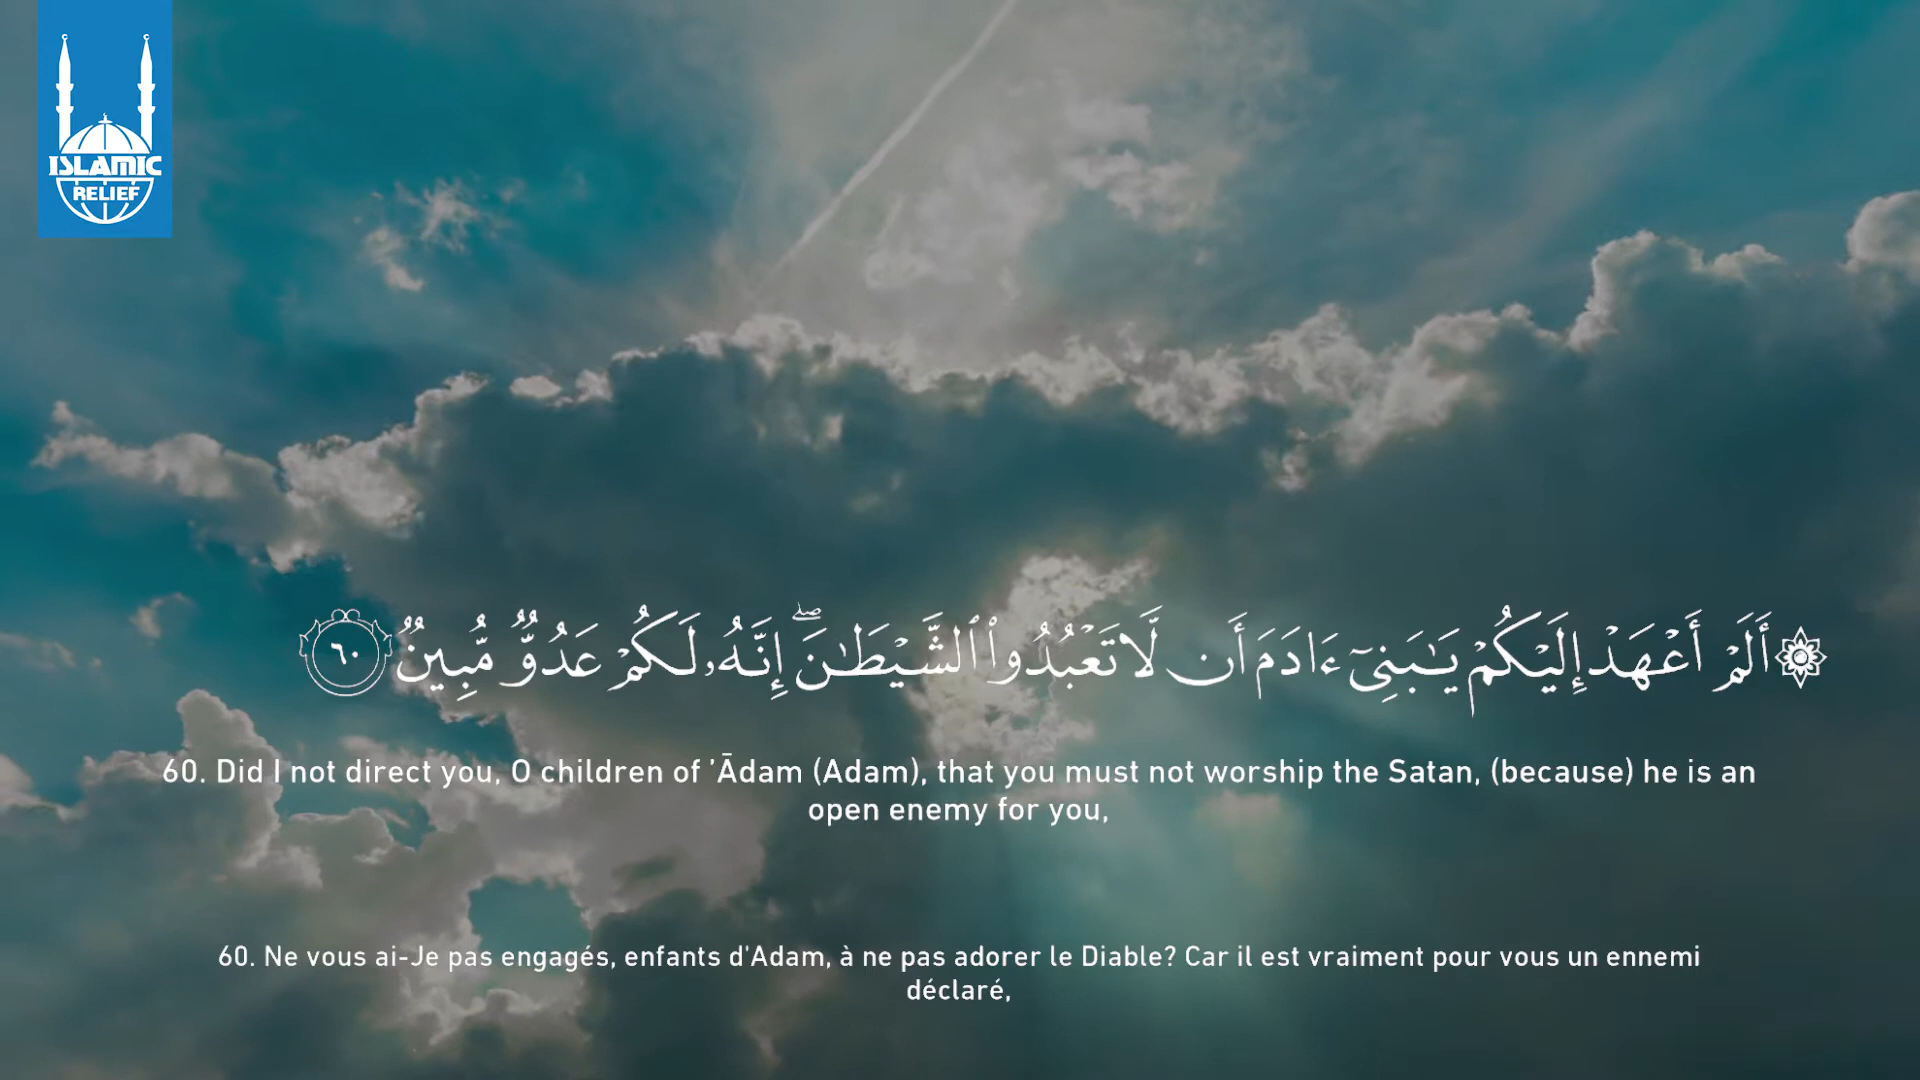 ISLAMIC
RELIEF
۞ أَلَمْ أَعْهَدْ إِلَيْكُمْ يَـٰبَنِىٓ ءَادَمَ أَن لَّا تَعْبُدُوا۟ ٱلشَّيْطَـٰنَ ۖ إِنَّهُۥ لَكُمْ عَدُوٌّ مُّبِينٌ ٦٠
60. Did I not direct you, O children of 'Ādam (Adam), that you must not worship the Satan, (because) he is an
open enemy for you,
60. Ne vous ai-Je pas engagés, enfants d'Adam, à ne pas adorer le Diable? Car il est vraiment pour vous un ennemi
déclaré,